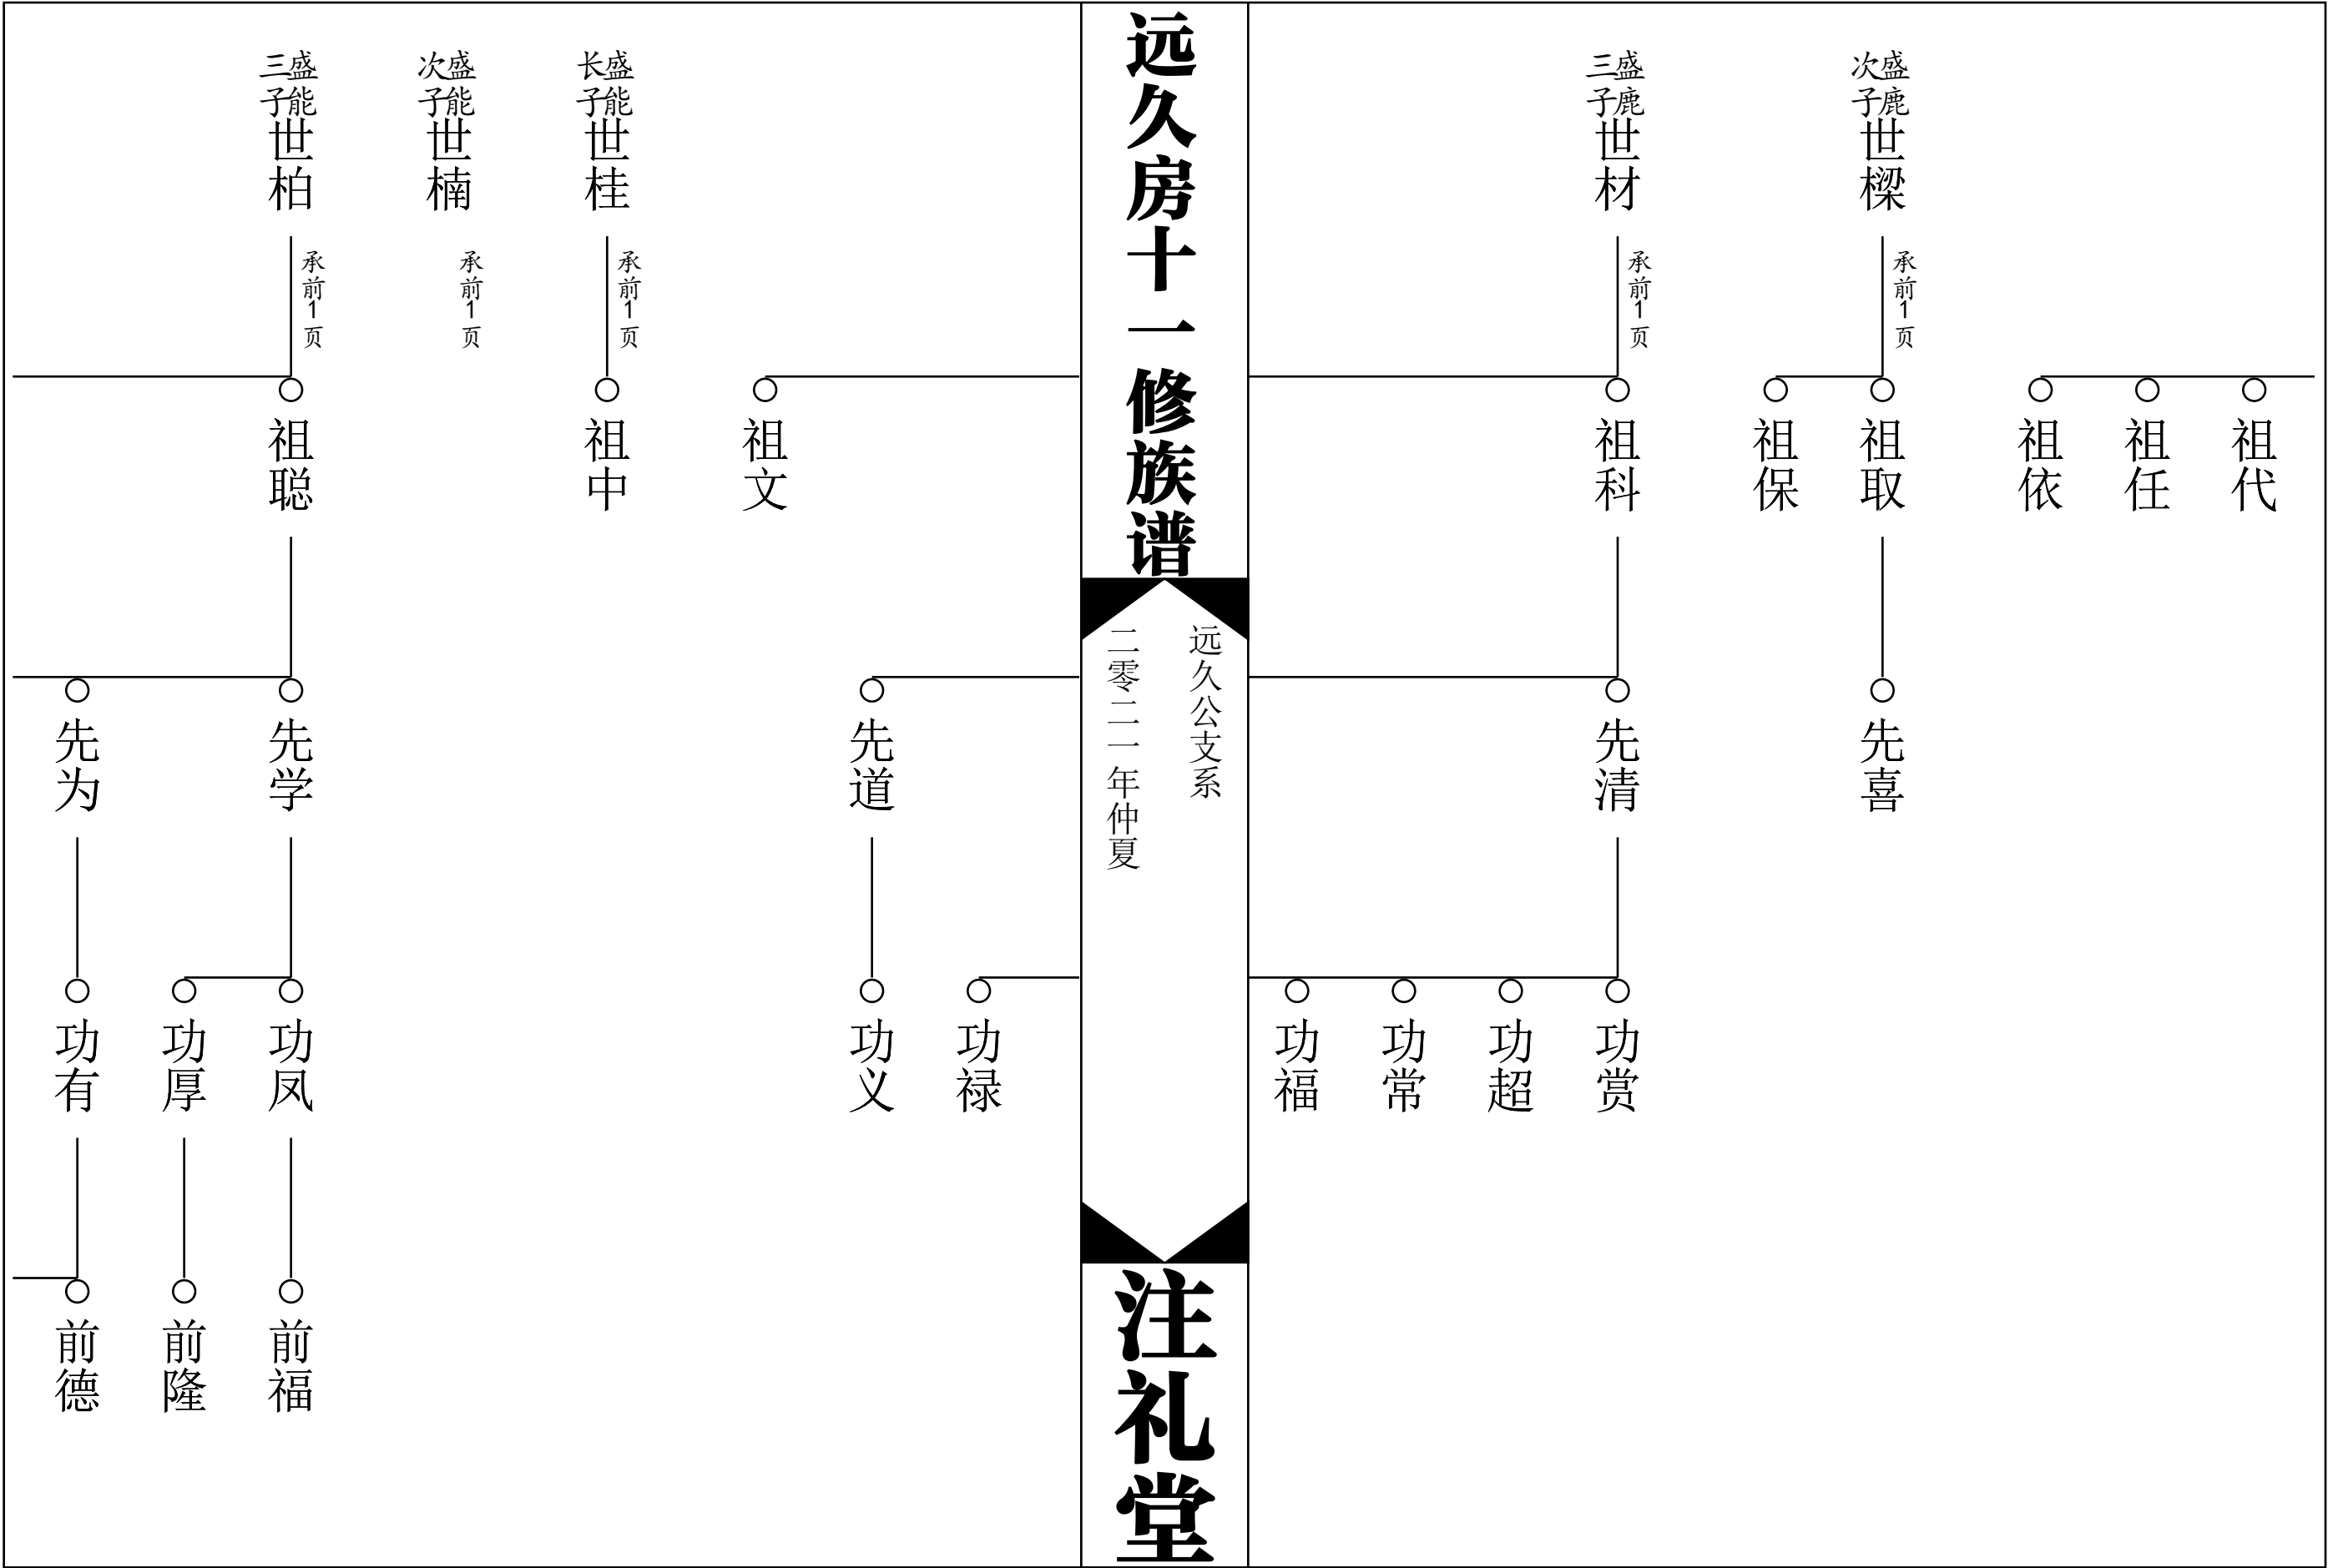 次子
盛鹿
世樑
承前1页
三子
盛鹿
世材
承前1页
祖代
祖任
祖依
祖取
祖保
祖科
先喜
先清
功赏
功超
功常
功福
远久房十一修族谱
远久公支系
二零二一年仲夏
注礼堂
长子
盛能
世桂
承前1页
次子
盛能
世楠
承前1页
三子
盛能
世柏
承前1页
祖文
祖中
祖聪
先道
先学
先为
功禄
功义
功凤
功厚
功有
前福
前隆
前德